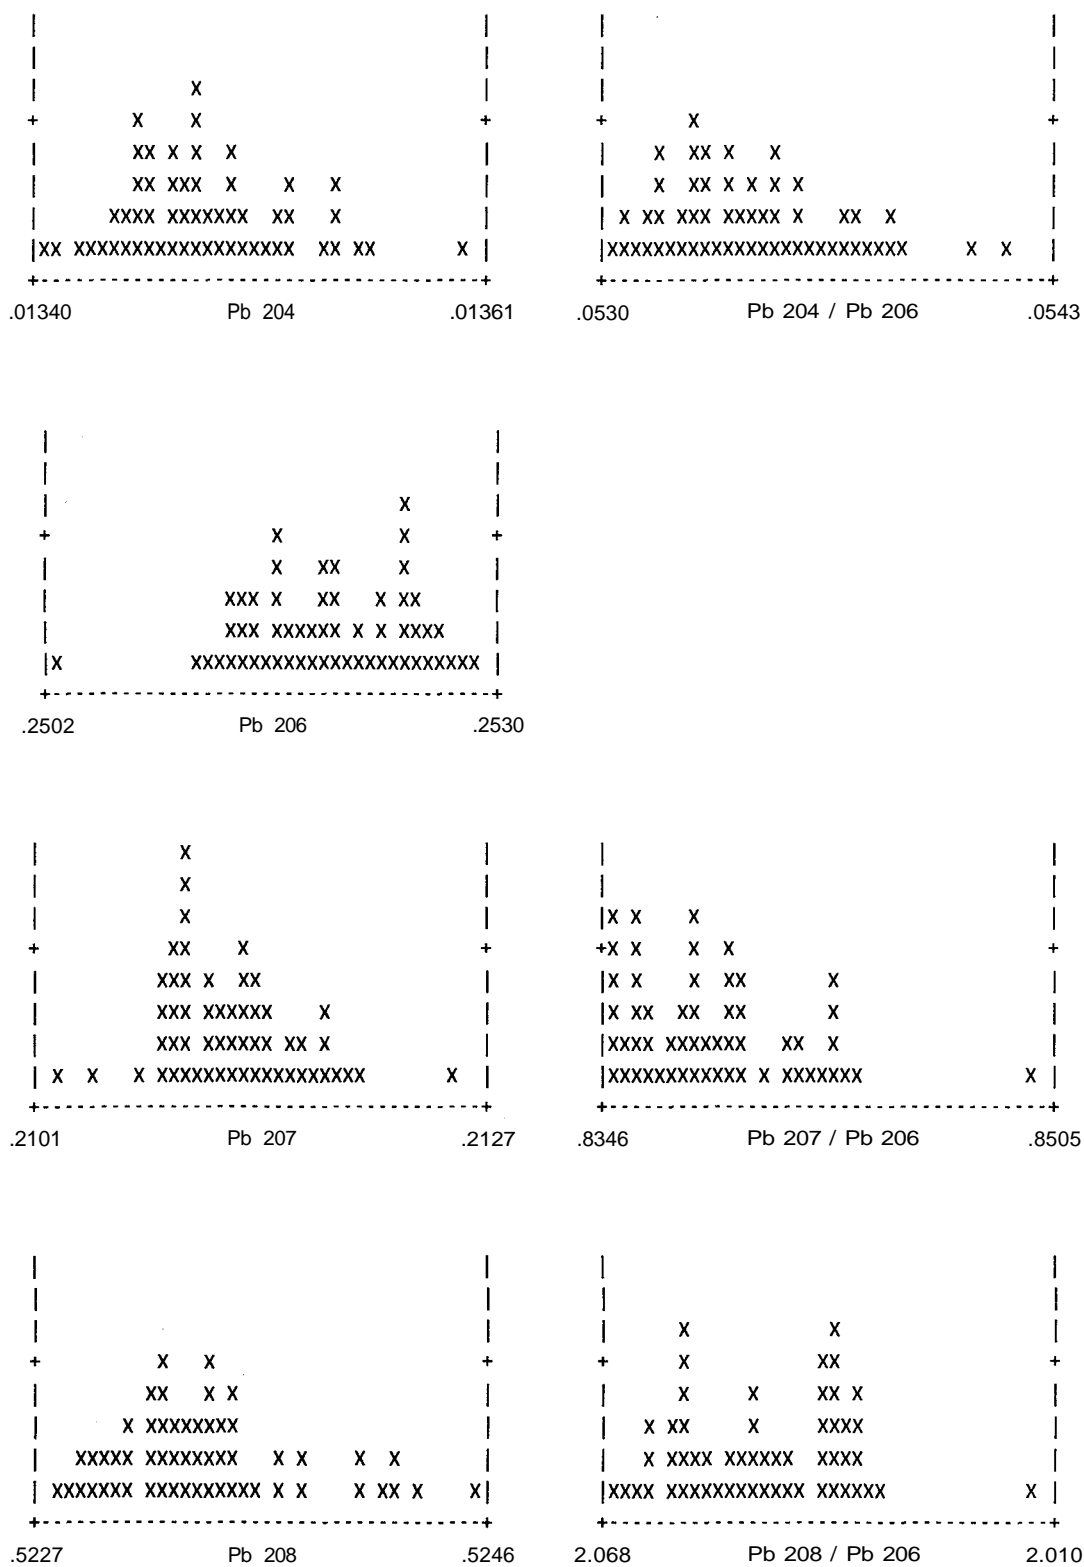 .01340 Pb 204 .01361
.0530 Pb 204 / Pb 206 .0543
.2502 Pb 206 .2530
.2101 Pb 207 .2127
.8346 Pb 207 / Pb 206 .8505
.5227 Pb 208 .5246
2.068 Pb 208 / Pb 206 2.010